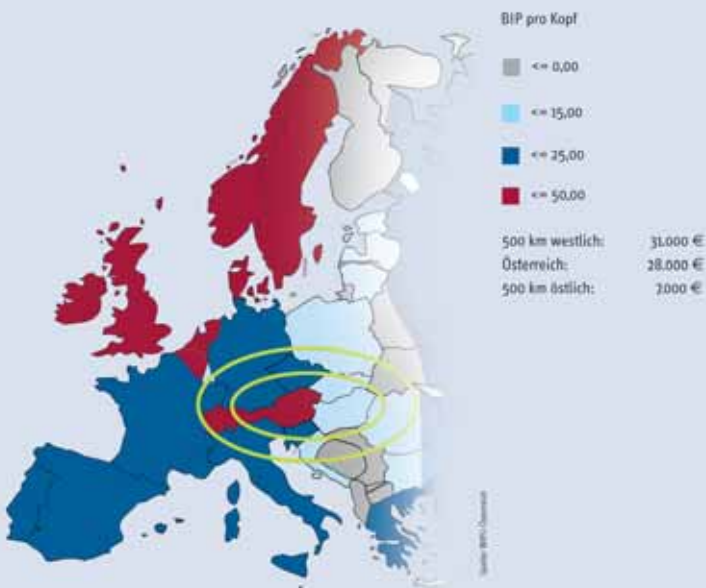 BIP pro Kopf
<= 0,00
<= 15,00
<= 25,00
<= 50,00
500 km westlich: 31.000 €
Österreich: 28.000 €
500 km östlich: 2.000 €